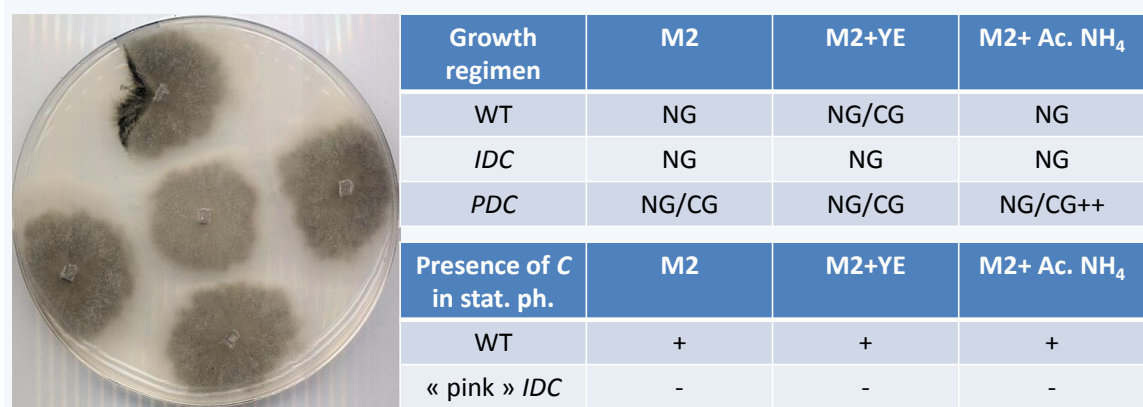 Growth regimen M2 M2+YE M2+ Ac. NH₄
WT NG NG/CG NG
IDC NG NG NG
PDC NG/CG NG/CG NG/CG++
Presence of C in stat. ph. M2 M2+YE M2+ Ac. NH₄
WT + + +
« pink » IDC - - -